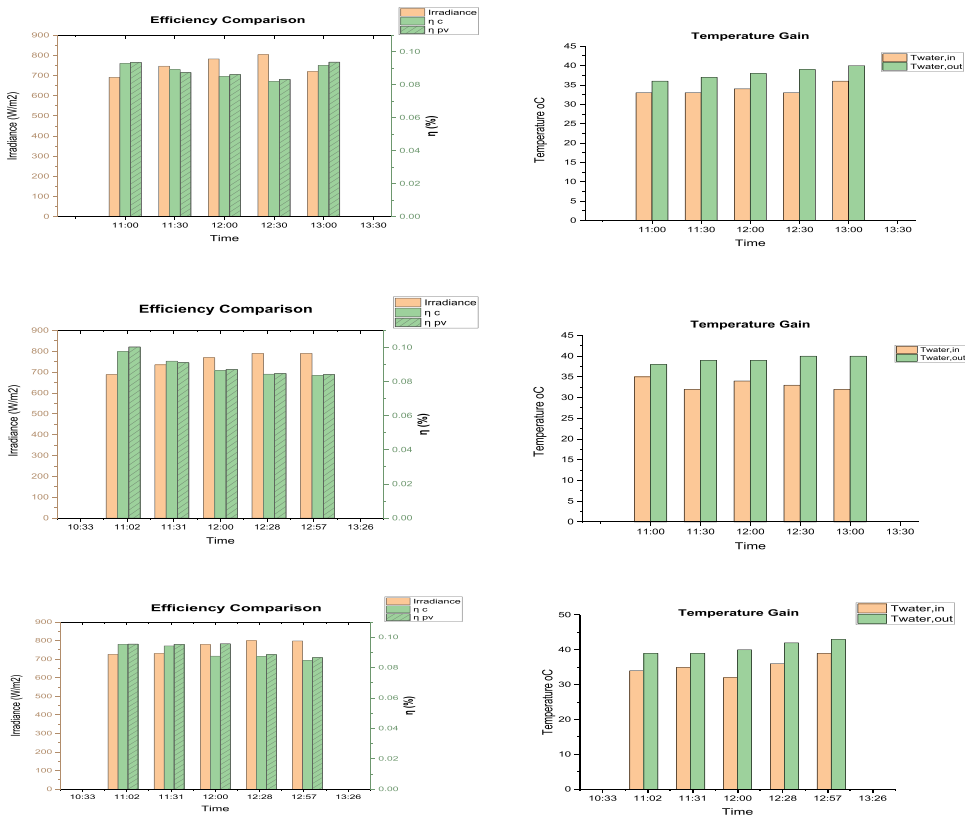 Efficiency Comparison
Irradiance
η c
η pv
900
800
700
600
500
400
300
200
100
0
Irradiance (W/m2)
0.10
0.08
0.06
0.04
0.02
0.00
η (%)
11:00 11:30 12:00 12:30 13:00 13:30
Time
Temperature Gain
Twater,in
Twater,out
45
40
35
30
25
20
15
10
5
0
Temperature oC
11:00 11:30 12:00 12:30 13:00 13:30
Time
Efficiency Comparison
Irradiance
η c
η pv
900
800
700
600
500
400
300
200
100
0
Irradiance (W/m2)
0.10
0.08
0.06
0.04
0.02
0.00
η (%)
10:33 11:02 11:31 12:00 12:28 12:57 13:26
Time
Temperature Gain
Twater,in
Twater,out
45
40
35
30
25
20
15
10
5
0
Temperature oC
11:00 11:30 12:00 12:30 13:00 13:30
Time
Efficiency Comparison
Irradiance
η c
η pv
900
800
700
600
500
400
300
200
100
0
Irradiance (W/m2)
0.10
0.08
0.06
0.04
0.02
0.00
η (%)
10:33 11:02 11:31 12:00 12:28 12:57 13:26
Time
Temperature Gain
Twater,in
Twater,out
50
40
30
20
10
0
Temperature oC
10:33 11:02 11:31 12:00 12:28 12:57 13:26
Time